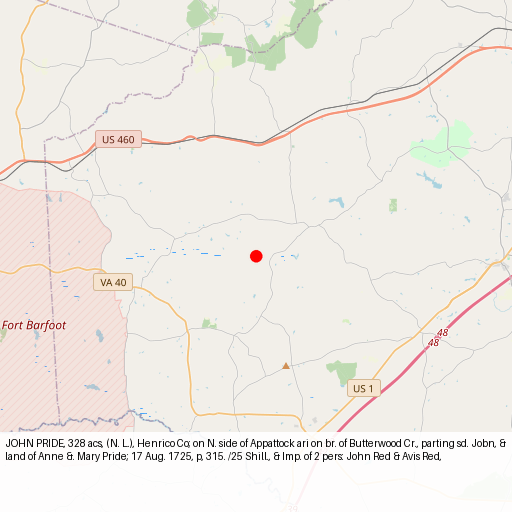 US 460
VA 40
Fort Barfoot
48
48
US 1
JOHN PRIDE, 328 acs, (N. L.), Henrico Co; on N. side of Appattock ari on br. of Butterwood Cr., parting sd. Jobn, &
land of Anne &. Mary Pride; 17 Aug. 1725, p, 315. /25 Shill., & Imp. of 2 pers: John Red & Avis Red,